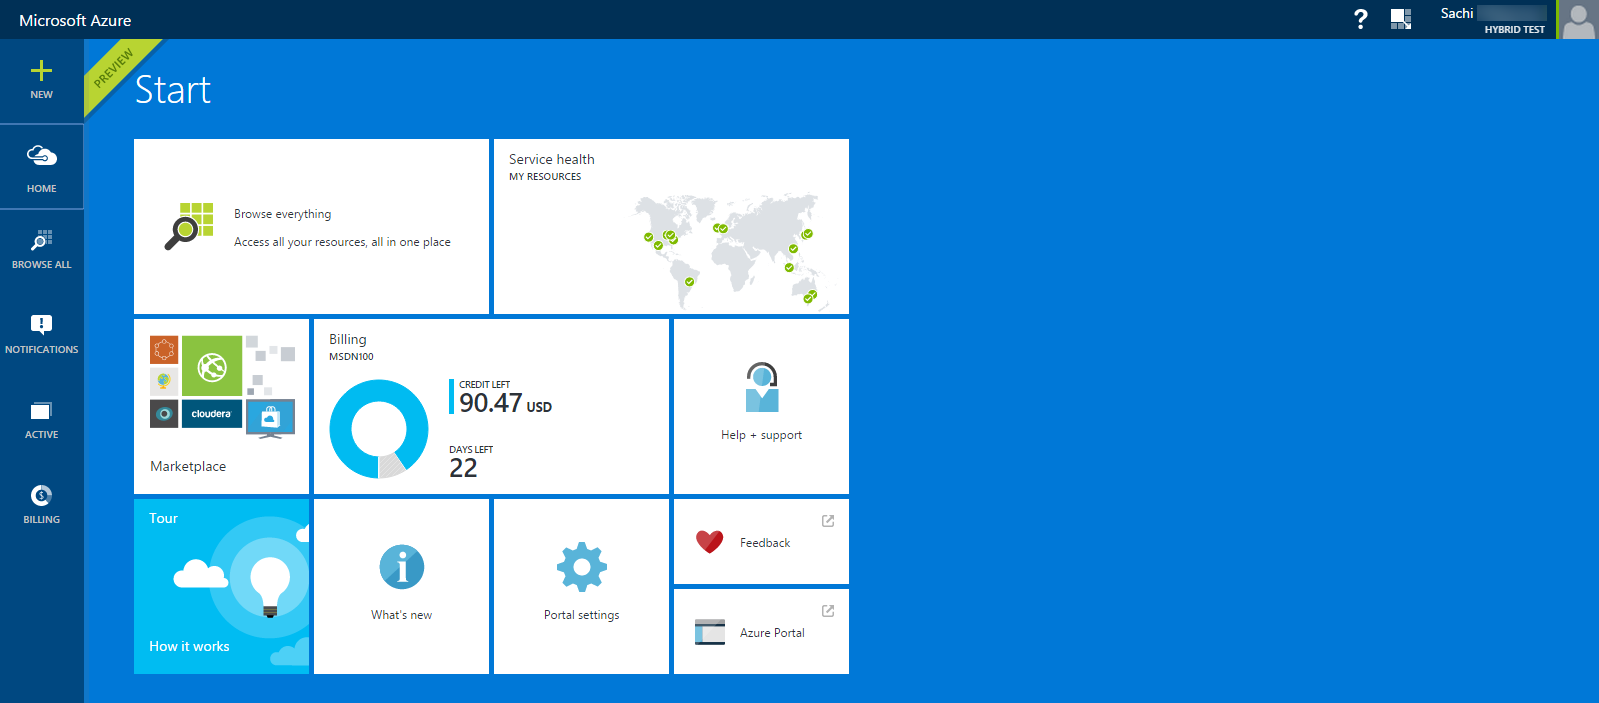 Microsoft Azure
?
Sachi
HYBRID TEST
NEW
HOME
BROWSE ALL
NOTIFICATIONS
ACTIVE
BILLING
PREVIEW
Start
Browse everything
Access all your resources, all in one place
Service health
MY RESOURCES
cloudera
Marketplace
Billing
MSDN100
CREDIT LEFT
90.47 USD
DAYS LEFT
22
Help + support
Tour
How it works
What's new
Portal settings
Feedback
Azure Portal